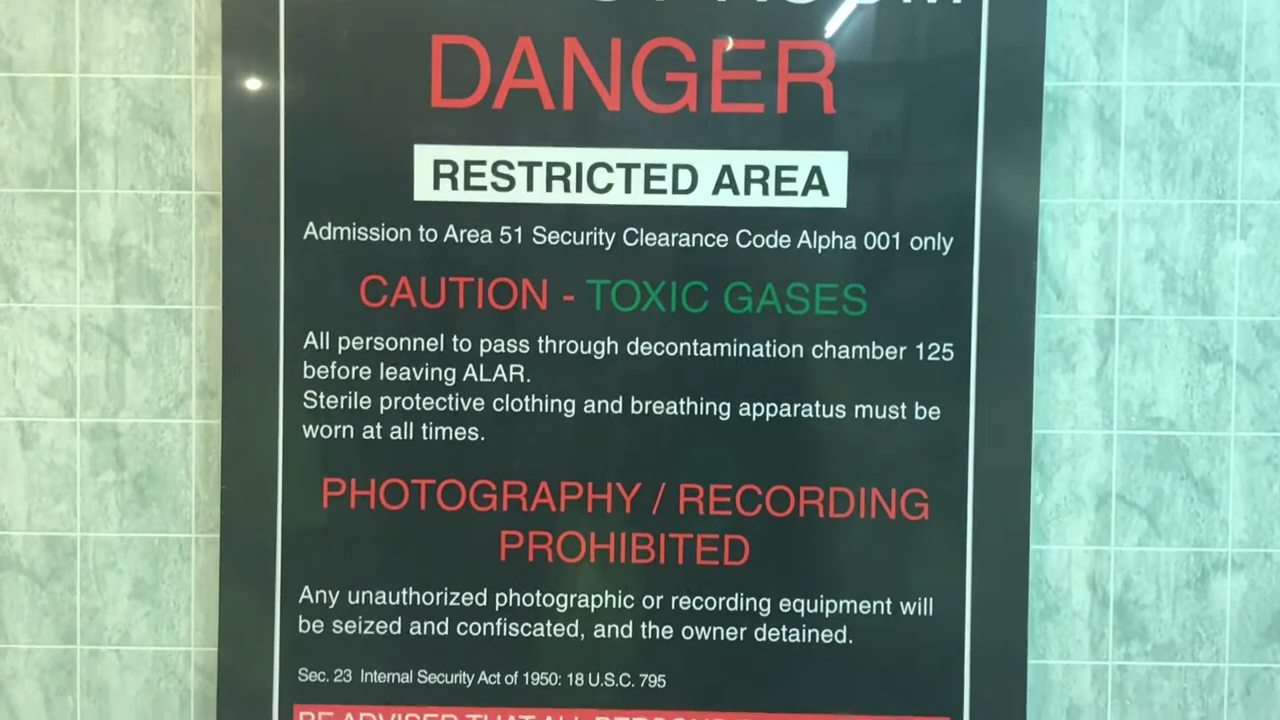 DANGER
RESTRICTED AREA
Admission to Area 51 Security Clearance Code Alpha 001 only
CAUTION - TOXIC GASES
All personnel to pass through decontamination chamber 125
before leaving ALAR.
Sterile protective clothing and breathing apparatus must be
worn at all times.
PHOTOGRAPHY / RECORDING
PROHIBITED
Any unauthorized photographic or recording equipment will
be seized and confiscated, and the owner detained.
Sec. 23 Internal Security Act of 1950: 18 U.S.C. 795
BE ADVISED THAT ALL PERSONS